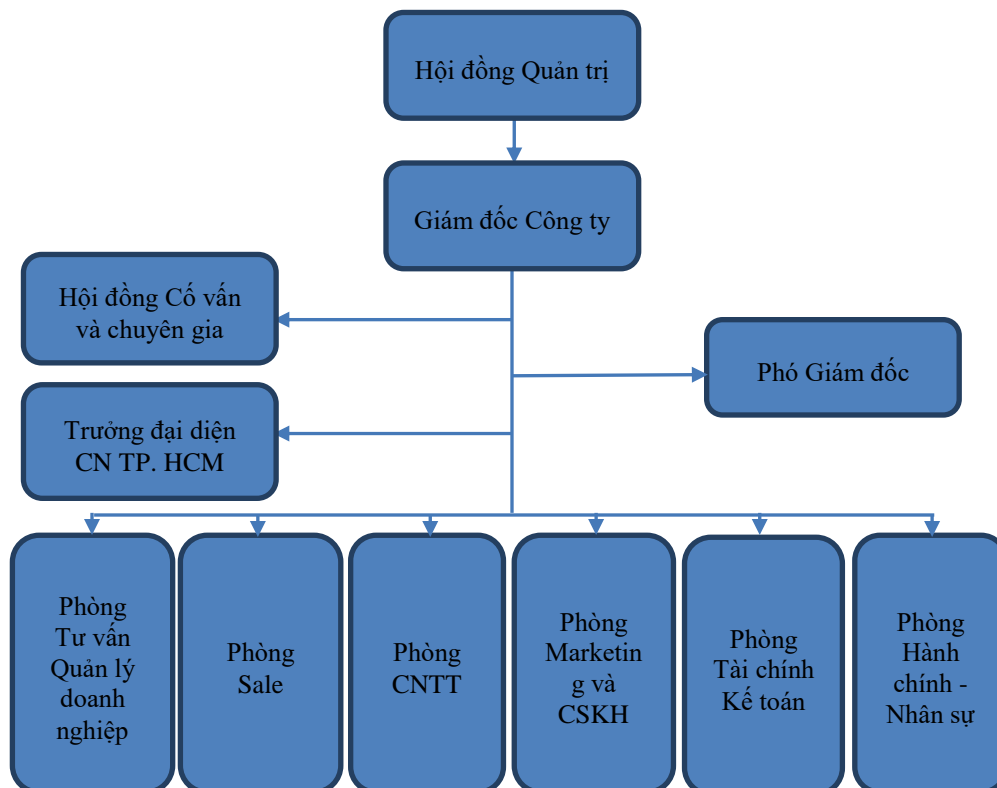 Hội đồng Quản trị
Giám đốc Công ty
Hội đồng Cố vấn
và chuyên gia
Phó Giám đốc
Trưởng đại diện
CN TP. HCM
Phòng
Tư vấn
Quản lý
doanh
nghiệp
Phòng
Sale
Phòng
CNTT
Phòng
Marketin
g và
CSKH
Phòng
Tài chính
Kế toán
Phòng
Hành
chính -
Nhân sự